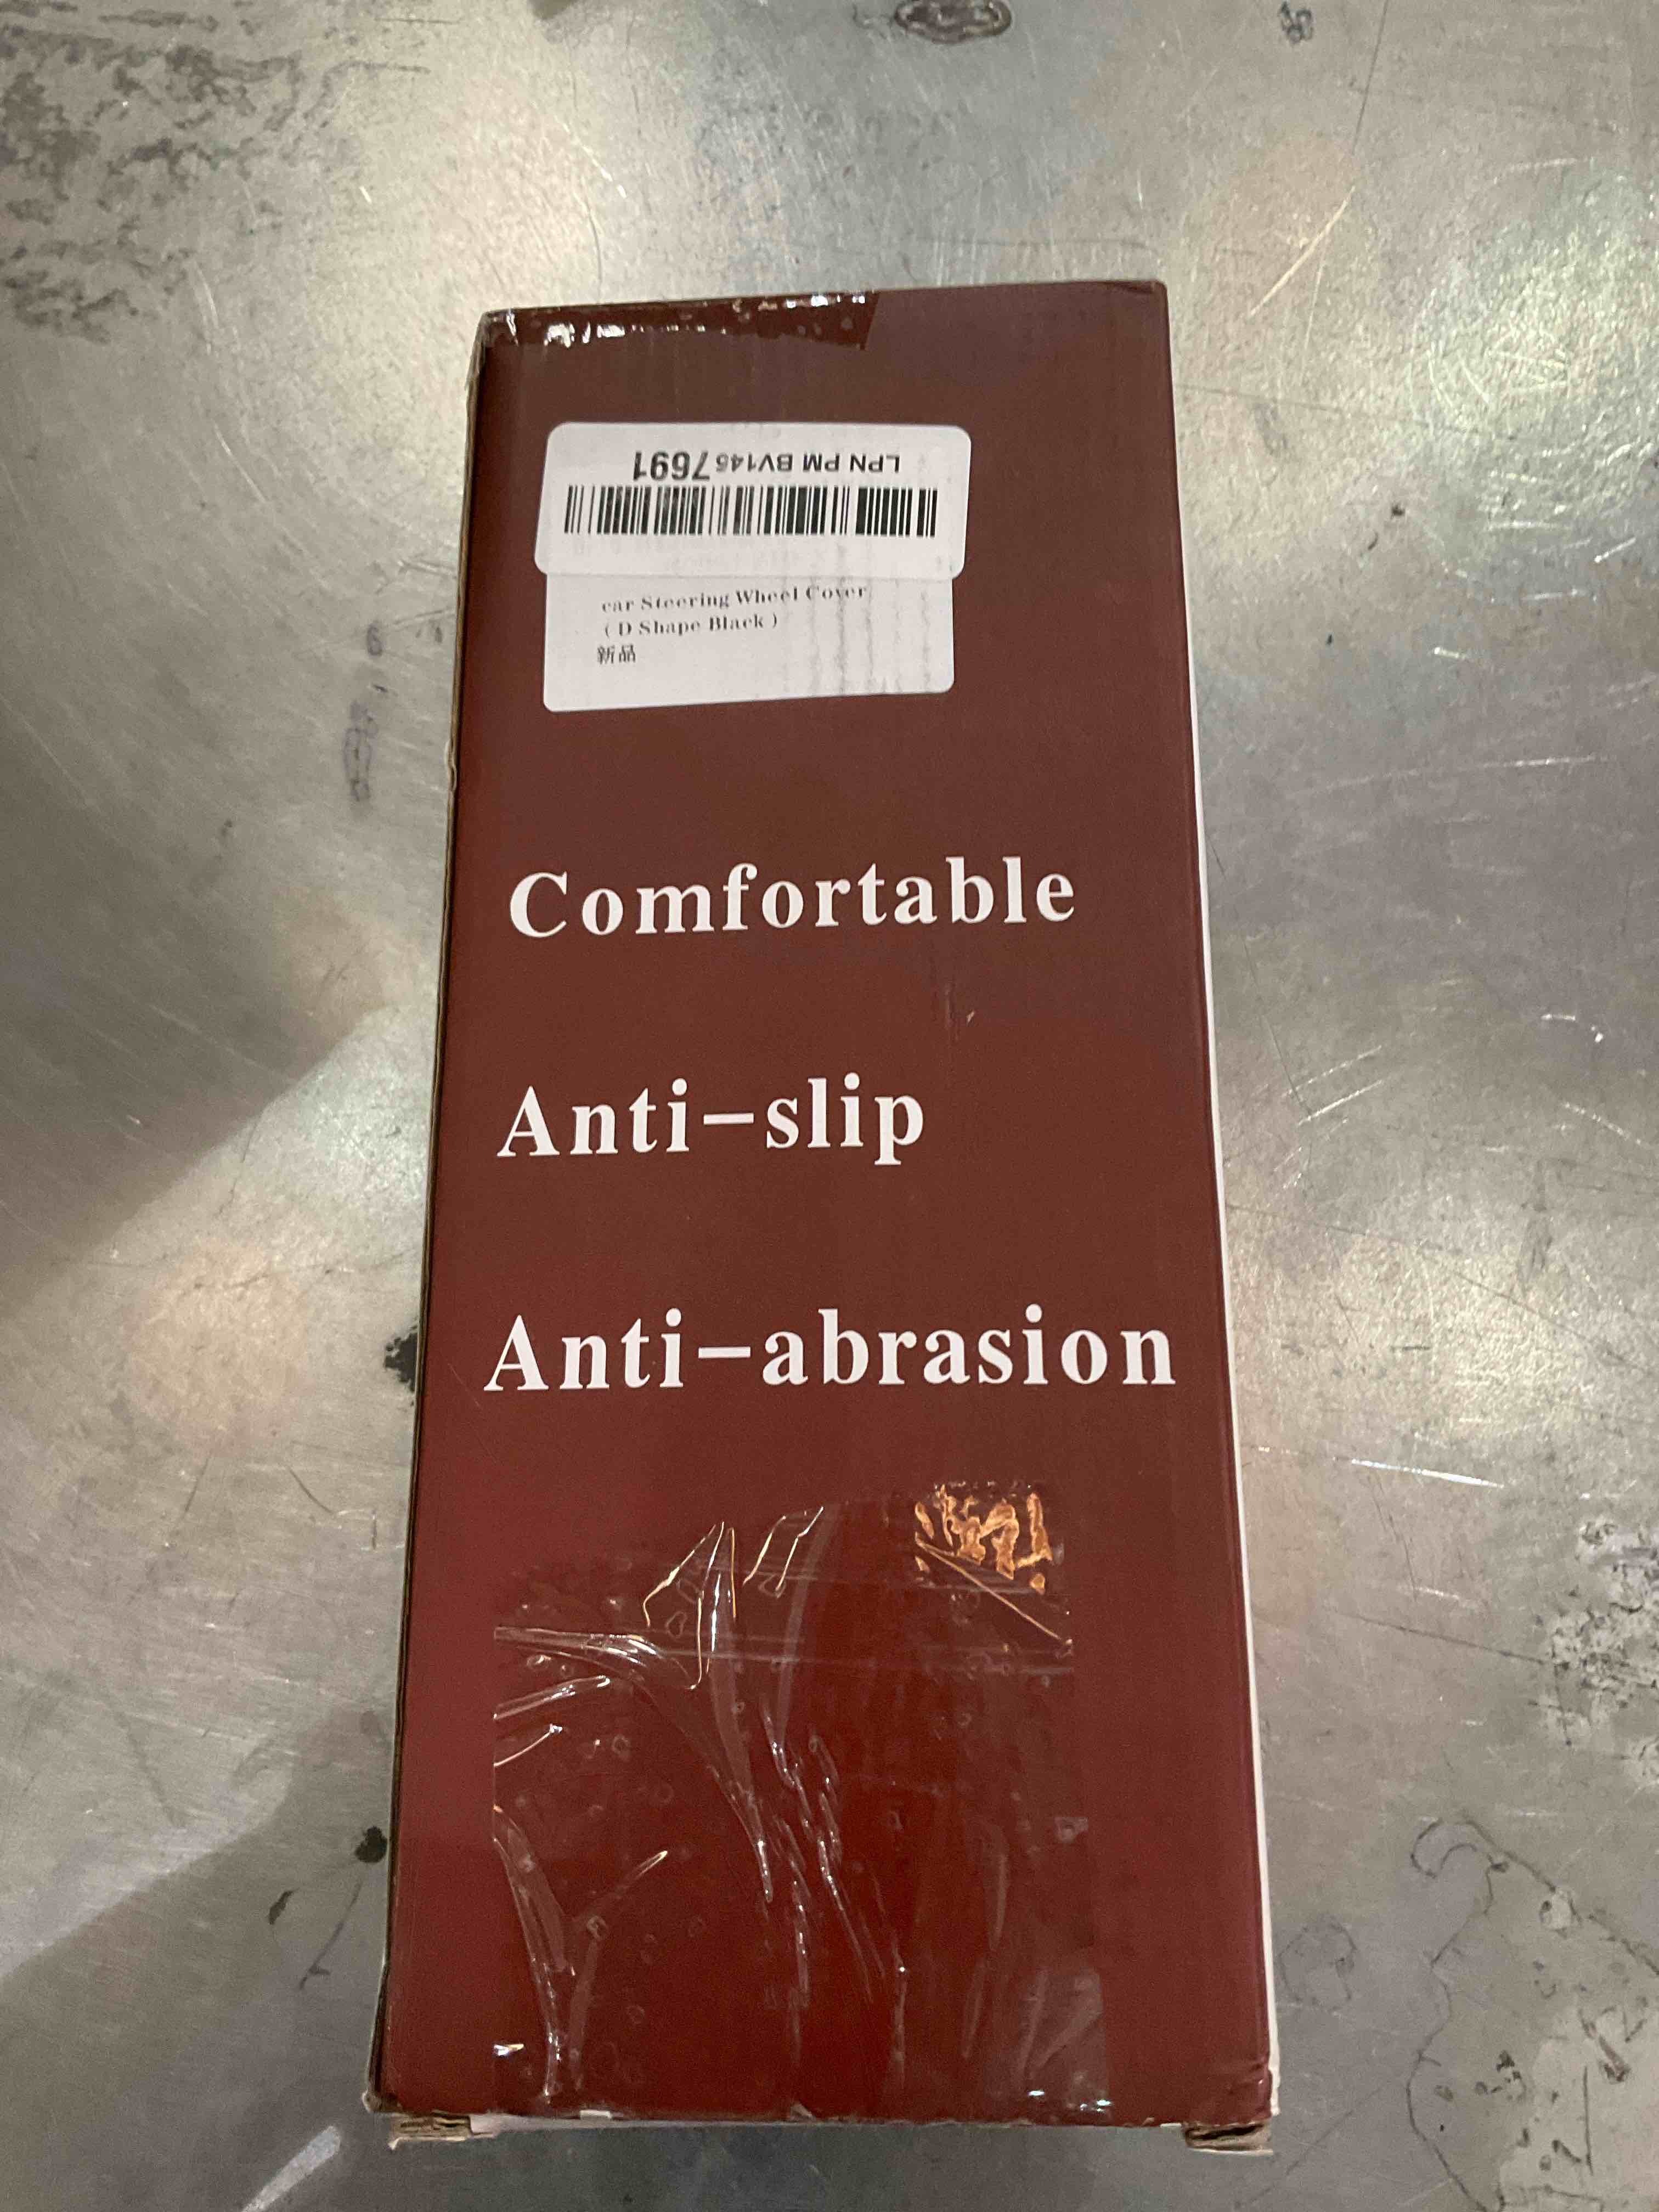 LPN PM BV1457691
car Steering Wheel Cover
( D Shape Black )
新品
Comfortable
Anti-slip
Anti-abrasion